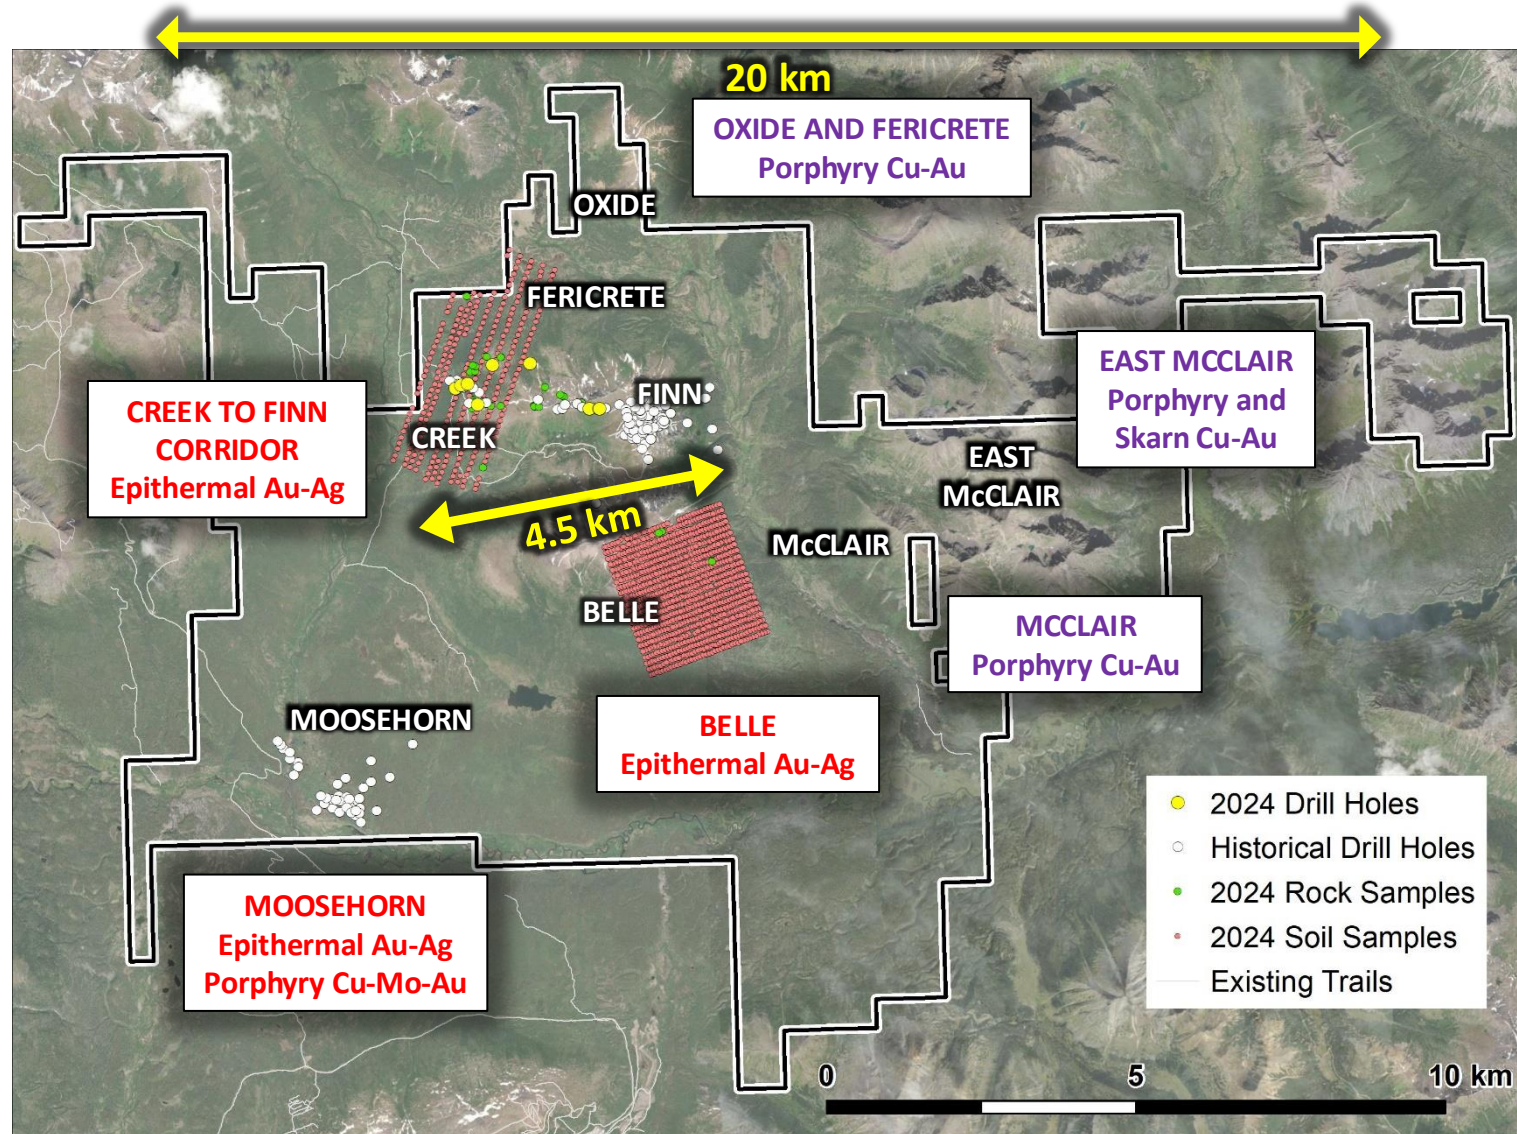 20 km
OXIDE AND FERICRETE
Porphyry Cu-Au
OXIDE
FERICRETE
EAST MCCLAIR
Porphyry and
Skarn Cu-Au
CREEK TO FINN
CORRIDOR
Epithermal Au-Ag
FINN
CREEK
EAST
McCLAIR
4.5 km
McCLAIR
BELLE
MCCLAIR
Porphyry Cu-Au
MOOSEHORN
BELLE
Epithermal Au-Ag
2024 Drill Holes
Historical Drill Holes
2024 Rock Samples
2024 Soil Samples
Existing Trails
MOOSEHORN
Epithermal Au-Ag
Porphyry Cu-Mo-Au
0 5 10 km